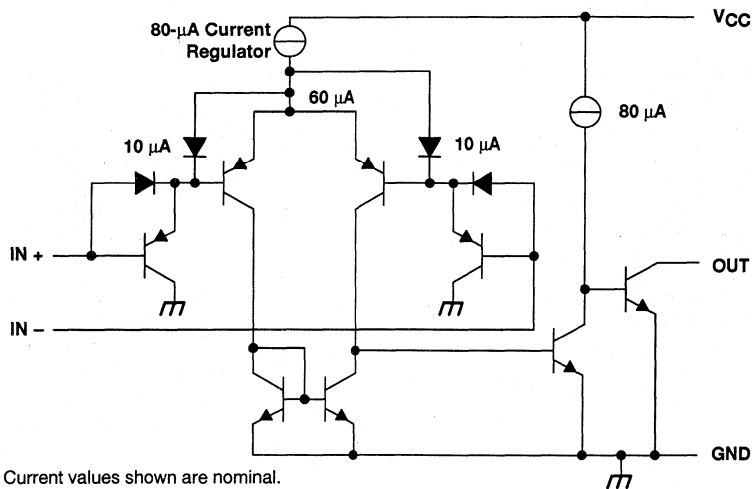 80-µA Current
Regulator
VCC
60 µA
80 µA
10 µA
10 µA
IN +
OUT
IN −
GND
Current values shown are nominal.